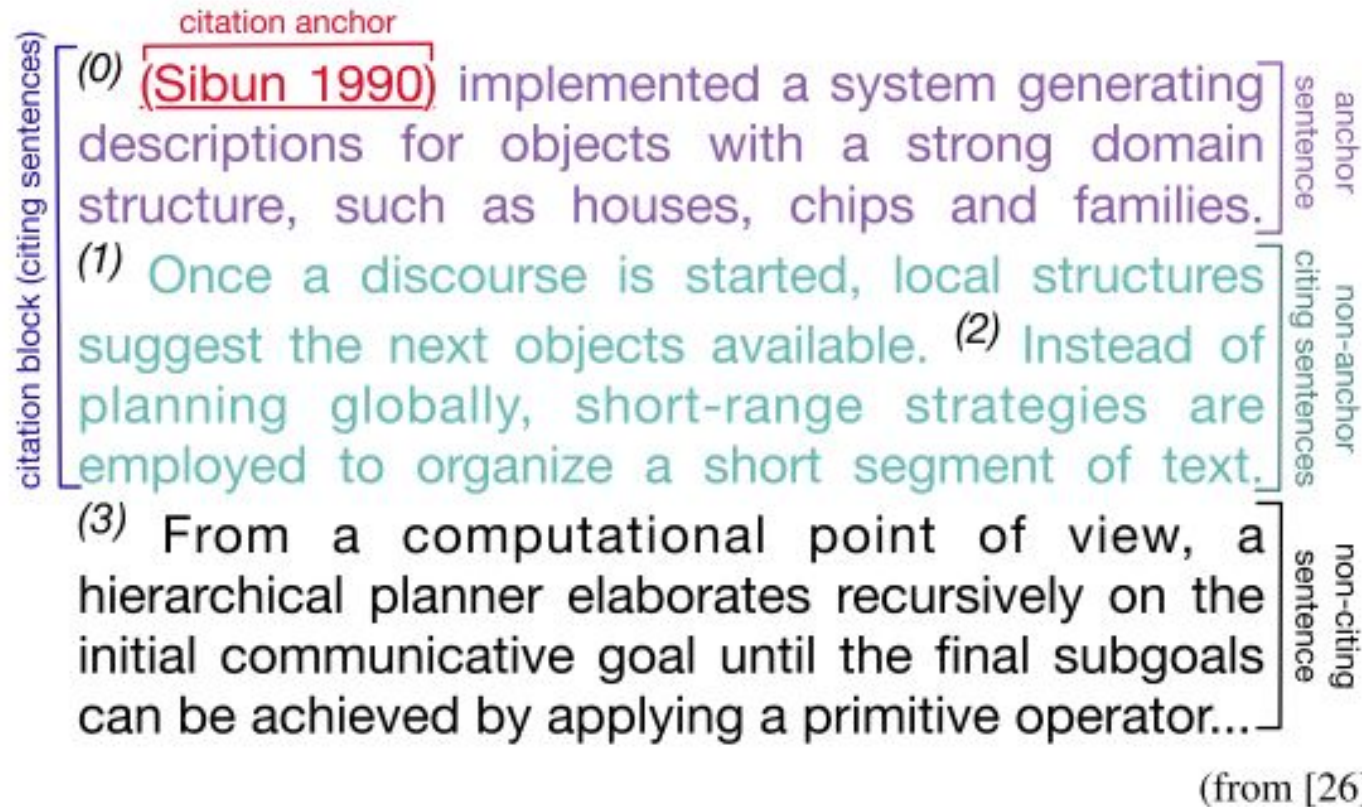 citation anchor
(0) (Sibun 1990) implemented a system generating
descriptions for objects with a strong domain
structure, such as houses, chips and families.
(1) Once a discourse is started, local structures
suggest the next objects available. (2) Instead of
planning globally, short-range strategies are
employed to organize a short segment of text.
(3) From a computational point of view, a
hierarchical planner elaborates recursively on the
initial communicative goal until the final subgoals
can be achieved by applying a primitive operator...
citation block (citing sentences)
anchor
sentence
non-anchor
citing sentences
non-citing
sentence
(from [26]